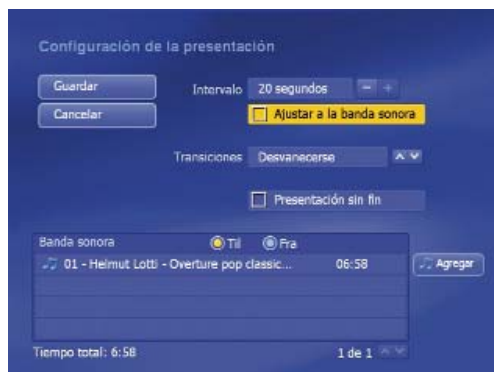 Configuración de la presentación
Guardar
Intervalo 20 segundos - +
Cancelar
Ajustar a la banda sonora
Transiciones Desvanecerse
Presentación sin fin
Banda sonora Til Fra
01 - Helmut Lotti - Overture pop classic... 06:58
Agregar
Tiempo total: 6:58 1 de 1